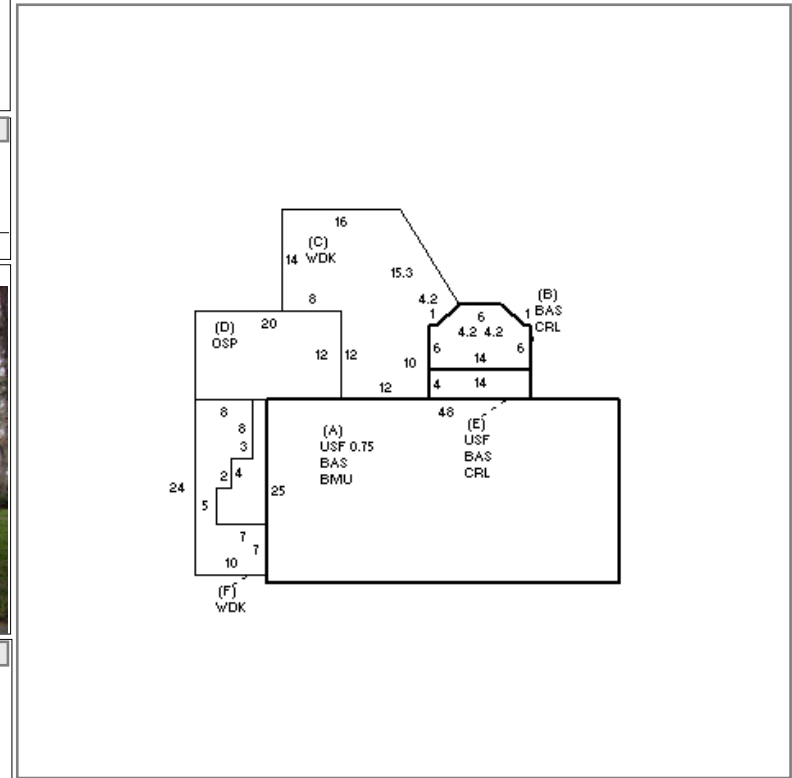 16
(C)
WDK
14
15.3
8
4.2
1
(B)
BAS
CRL
1
6
4.2 4.2
(D)
OSP
20
12
12
10
6
6
14
12
4
14
8
8
3
2
4
5
24
7
7
10
(F)
WDK
25
48
(A)
USF 0.75
BAS
BMU
(E)
USF
BAS
CRL